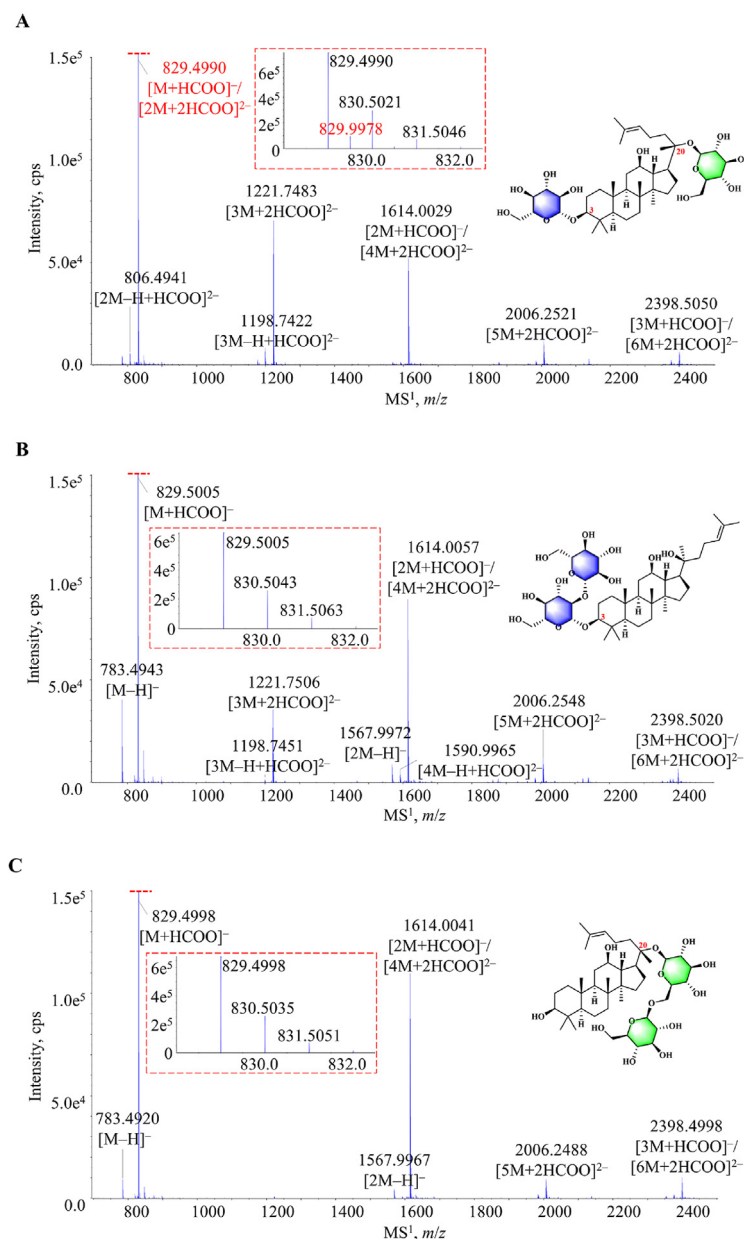 A
1.5e⁵
1.0e⁵
5.0e⁴
0.0
Intensity, cps
829.4990
[M+HCOO]⁻/
[2M+2HCOO]²⁻
6e⁵
4e⁵
2e⁵
0
829.4990
830.5021
829.9978
831.5046
830.0
832.0
806.4941
[2M–H+HCOO]²⁻
1221.7483
[3M+2HCOO]²⁻
1198.7422
[3M–H+HCOO]²⁻
1614.0029
[2M+HCOO]⁻/
[4M+2HCOO]²⁻
2006.2521
[5M+2HCOO]²⁻
2398.5050
[3M+HCOO]⁻/
[6M+2HCOO]²⁻
3
20
800 1000 1200 1400 1600 1800 2000 2200 2400
MS¹, m/z
B
1.5e⁵
1.0e⁵
5.0e⁴
0.0
Intensity, cps
829.5005
[M+HCOO]⁻
6e⁵
4e⁵
2e⁵
0
829.5005
830.5043
831.5063
830.0
832.0
783.4943
[M–H]⁻
1221.7506
[3M+2HCOO]²⁻
1198.7451
[3M–H+HCOO]²⁻
1567.9972
[2M–H]⁻
1590.9965
[4M–H+HCOO]²⁻
1614.0057
[2M+HCOO]⁻/
[4M+2HCOO]²⁻
2006.2548
[5M+2HCOO]²⁻
2398.5020
[3M+HCOO]⁻/
[6M+2HCOO]²⁻
3
800 1000 1200 1400 1600 1800 2000 2200 2400
MS¹, m/z
C
1.5e⁵
1.0e⁵
5.0e⁴
0.0
Intensity, cps
829.4998
[M+HCOO]⁻
6e⁵
4e⁵
2e⁵
0
829.4998
830.5035
831.5051
830.0
832.0
783.4920
[M–H]⁻
1567.9967
[2M–H]⁻
1614.0041
[2M+HCOO]⁻/
[4M+2HCOO]²⁻
2006.2488
[5M+2HCOO]²⁻
2398.4998
[3M+HCOO]⁻/
[6M+2HCOO]²⁻
20
800 1000 1200 1400 1600 1800 2000 2200 2400
MS¹, m/z